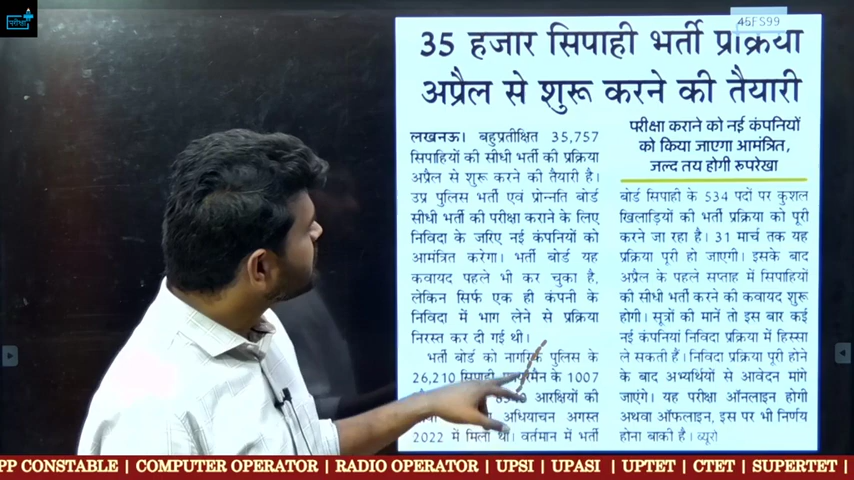 परीक्षा
46FS99
35 हजार सिपाही भर्ती प्रक्रिया
अप्रैल से शुरू करने की तैयारी
लखनऊ। बहुप्रतीक्षित 35,757
सिपाहियों की सीधी भर्ती की प्रक्रिया
अप्रैल से शुरू करने की तैयारी है।
उप्र पुलिस भर्ती एवं प्रोन्नति बोर्ड
सीधी भर्ती की परीक्षा कराने के लिए
निविदा के जरिए नई कंपनियों को
आमंत्रित करेगा। भर्ती बोर्ड यह
कवायद पहले भी कर चुका है,
लेकिन सिर्फ एक ही कंपनी के
निविदा में भाग लेने से प्रक्रिया
निरस्त कर दी गई थी।
भर्ती बोर्ड को नागरिक पुलिस के
26,210 सिपाही, के 1007
आरक्षियों की
अधियाचन अगस्त
2022 में मिला था। वर्तमान में भर्ती
परीक्षा कराने को नई कंपनियों
को किया जाएगा आमंत्रित,
जल्द तय होगी रुपरेखा
बोर्ड सिपाही के 534 पदों पर कुशल
खिलाड़ियों की भर्ती प्रक्रिया को पूरी
करने जा रहा है। 31 मार्च तक यह
प्रक्रिया पूरी हो जाएगी। इसके बाद
अप्रैल के पहले सप्ताह में सिपाहियों
की सीधी भर्ती करने की कवायद शुरू
होगी। सूत्रों की मानें तो इस बार कई
नई कंपनियां निविदा प्रक्रिया में हिस्सा
ले सकती हैं। निविदा प्रक्रिया पूरी होने
के बाद अभ्यर्थियों से आवेदन मांगे
जाएंगे। यह परीक्षा ऑनलाइन होगी
अथवा ऑफलाइन, इस पर भी निर्णय
होना बाकी है। ब्यूरो
PP CONSTABLE | COMPUTER OPERATOR | RADIO OPERATOR | UPSI | UPASI | UPTET | CTET | SUPERTET |